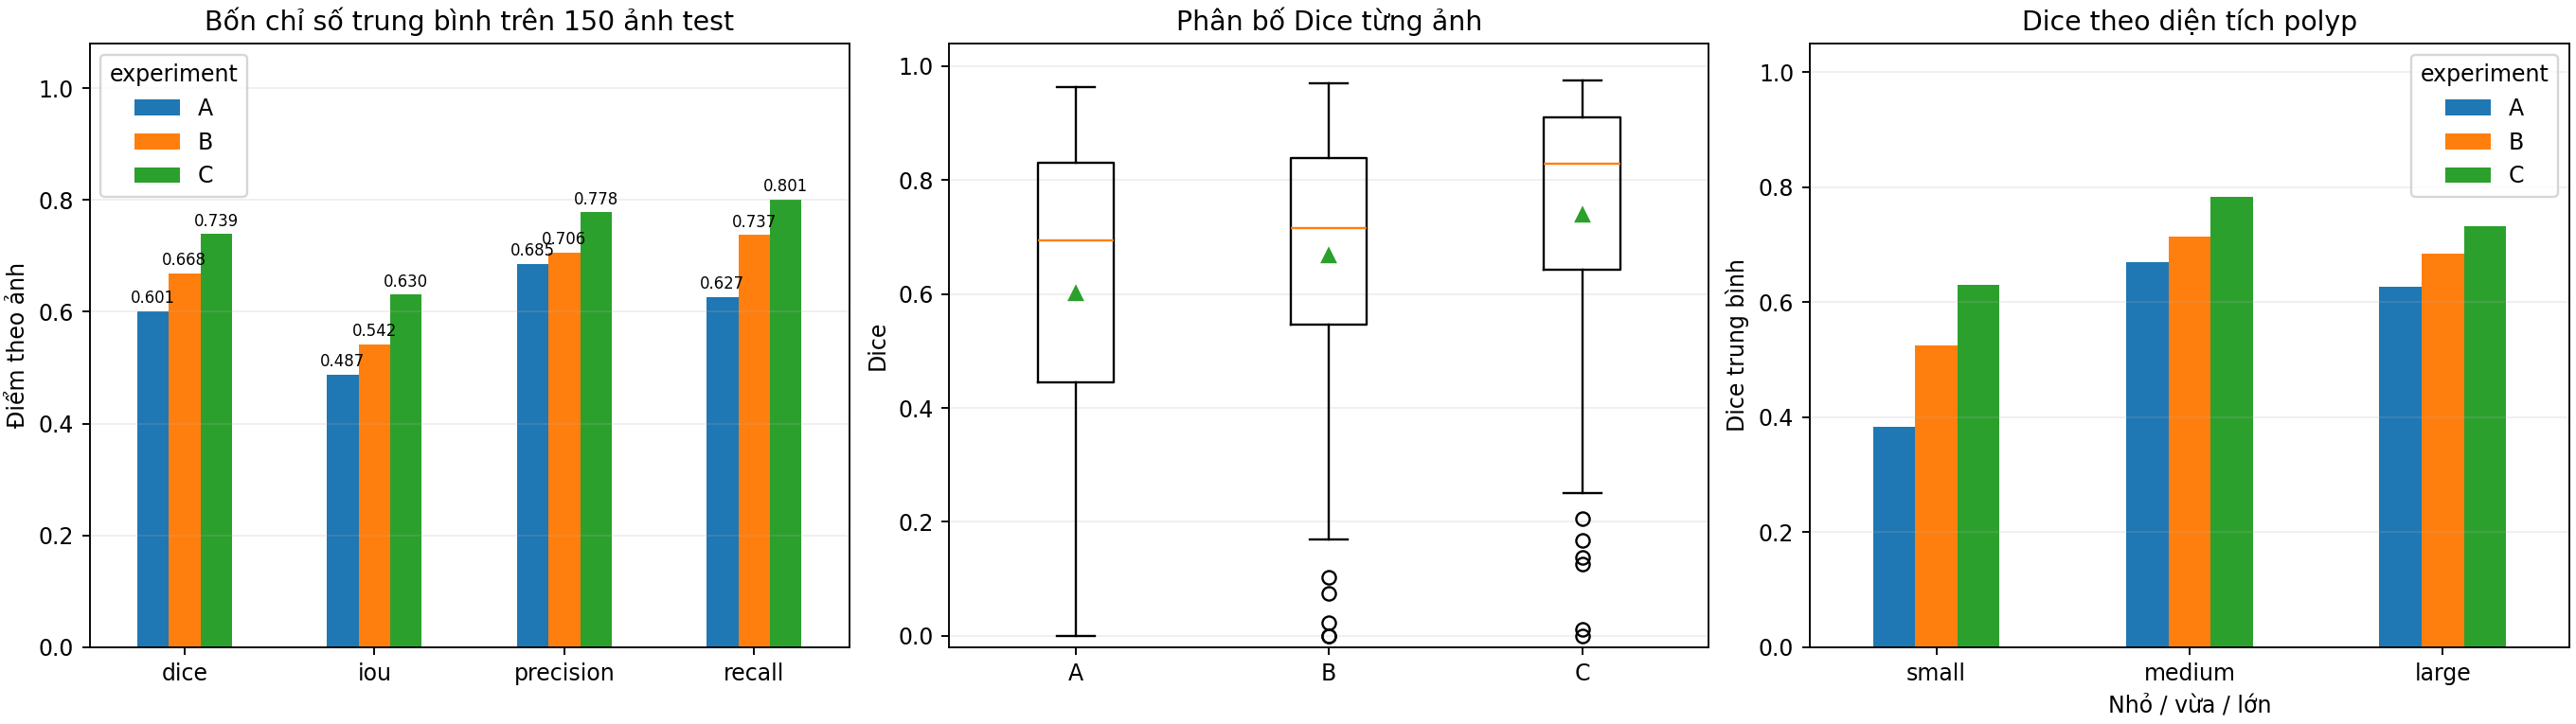 Bốn chỉ số trung bình trên 150 ảnh test
Điểm theo ảnh
1.0
0.8
0.6
0.4
0.2
0.0
experiment
A
B
C
0.601
0.668
0.739
0.487
0.542
0.630
0.685
0.706
0.778
0.627
0.737
0.801
dice
iou
precision
recall
Phân bố Dice từng ảnh
Dice
1.0
0.8
0.6
0.4
0.2
0.0
A
B
C
Dice theo diện tích polyp
Dice trung bình
1.0
0.8
0.6
0.4
0.2
0.0
experiment
A
B
C
small
medium
large
Nhỏ / vừa / lớn